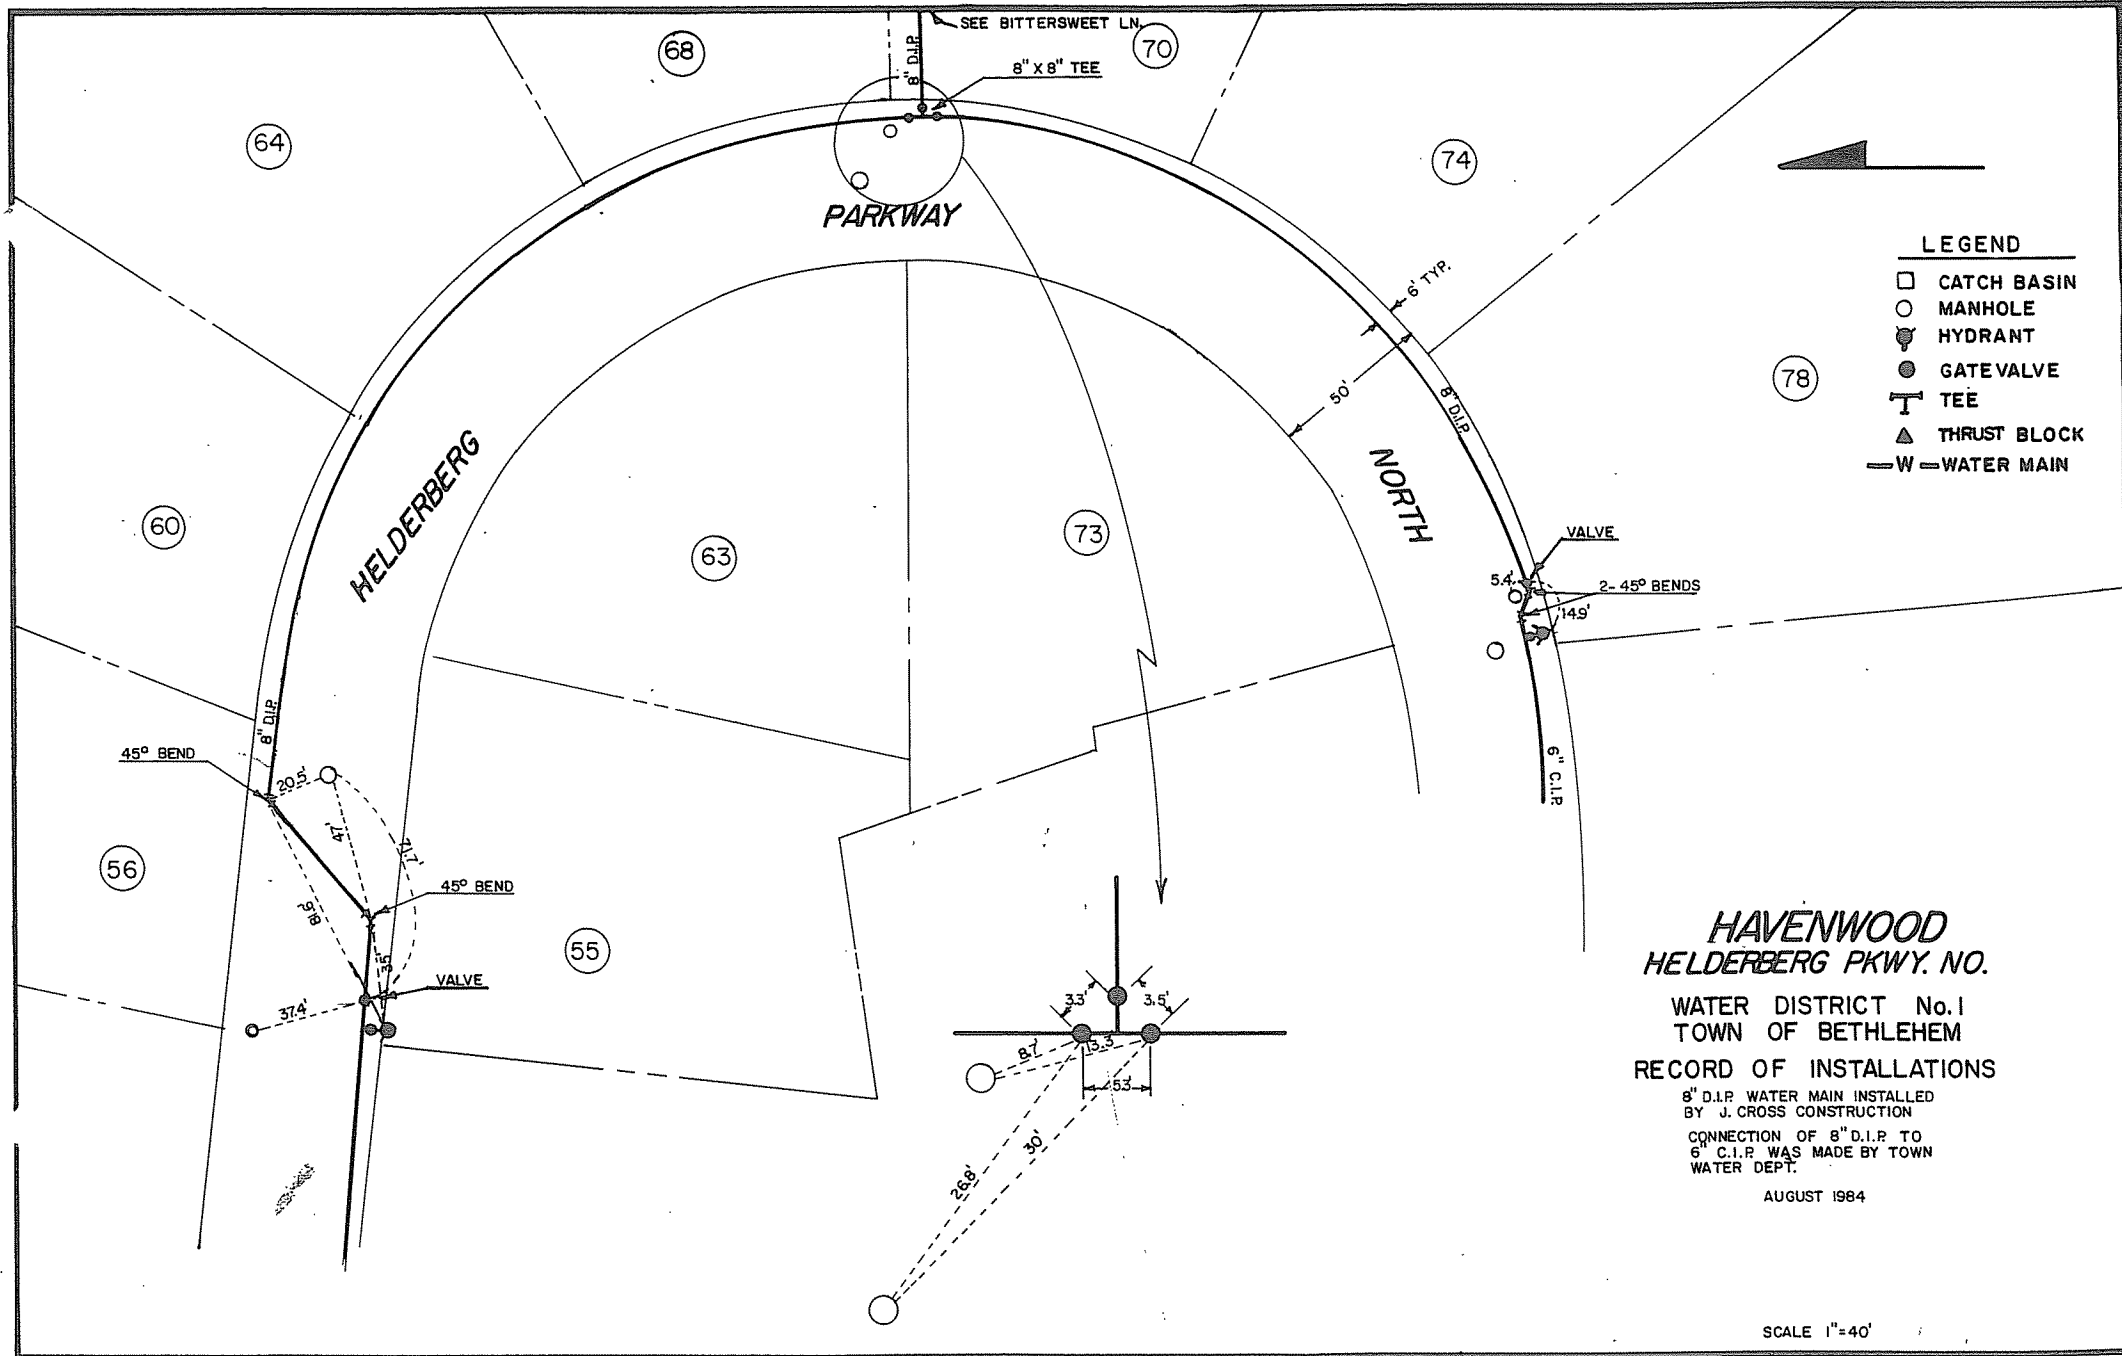 SEE BITTERSWEET LN.
68
70
8" D.I.P.
8" X 8" TEE
64
74
PARKWAY
6' TYP.
50'
LEGEND
CATCH BASIN
MANHOLE
HYDRANT
GATE VALVE
TEE
THRUST BLOCK
W WATER MAIN
78
8" D.I.P.
HELDERBERG
NORTH
60
63
73
VALVE
5.4'
2-45° BENDS
14.9'
8" D.I.P.
45° BEND
20.5'
47'
71.7'
6" C.I.P.
56
45° BEND
81.6'
55
35'
VALVE
37.4'
3.3'
3.5'
8.7'
13.3'
5.3'
30'
26.8'
HAVENWOOD
HELDERBERG PKWY. NO.
WATER DISTRICT No. 1
TOWN OF BETHLEHEM
RECORD OF INSTALLATIONS
8" D.I.P. WATER MAIN INSTALLED
BY J. CROSS CONSTRUCTION
CONNECTION OF 8" D.I.P. TO
6" C.I.P. WAS MADE BY TOWN
WATER DEPT.
AUGUST 1984
SCALE 1"=40'